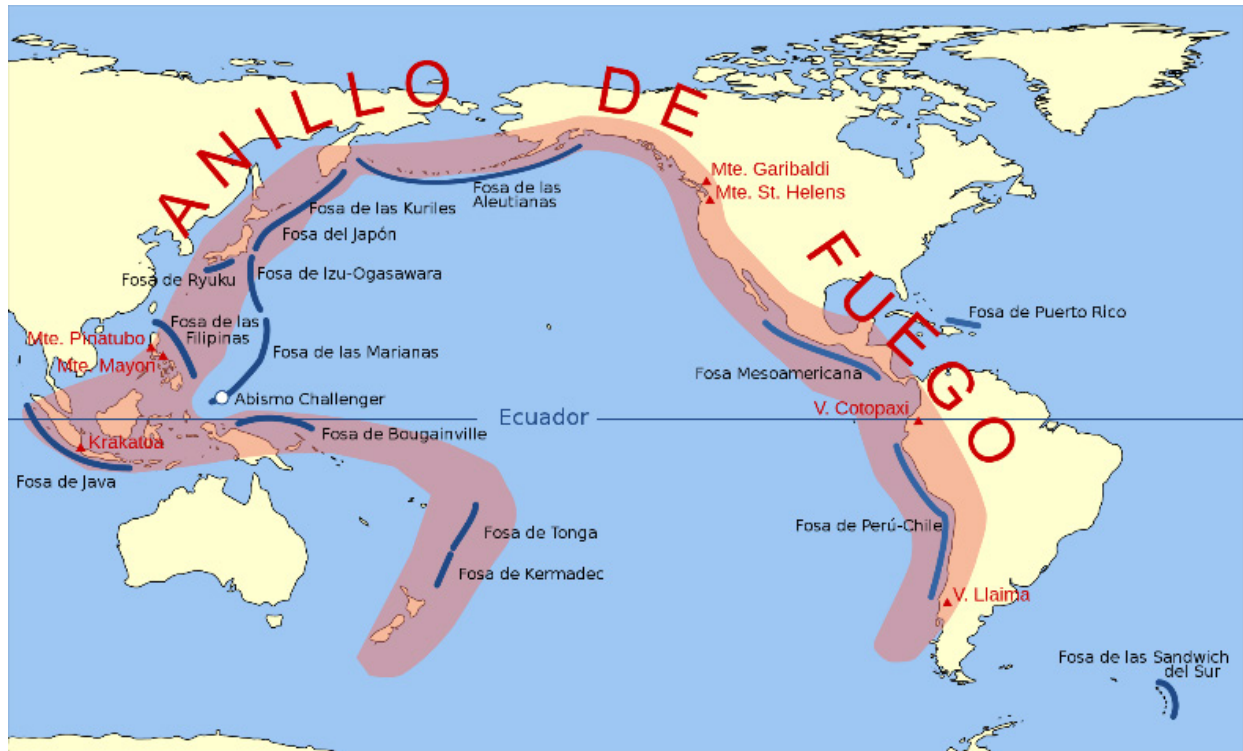 ANILLO DE FUEGO
Mte. Garibaldi
Mte. St. Helens
Fosa de las
Aleutianas
Fosa de las Kuriles
Fosa del Japón
Fosa de Ryuku
Fosa de Izu-Ogasawara
Fosa de las
Filipinas
Mte. Pinatubo
Mte. Mayon
Fosa de las Marianas
Abismo Challenger
Fosa de Puerto Rico
Fosa Mesoamericana
V. Cotopaxi
Ecuador
Krakatoa
Fosa de Bougainville
Fosa de Java
Fosa de Tonga
Fosa de Kermadec
Fosa de Perú-Chile
V. Llaima
Fosa de las Sandwich
del Sur